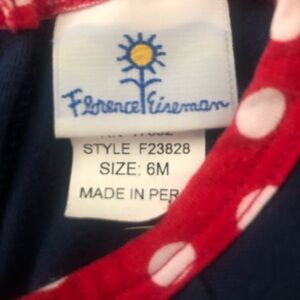 Florence Eiseman
STYLE F23828
SIZE: 6M
MADE IN PER